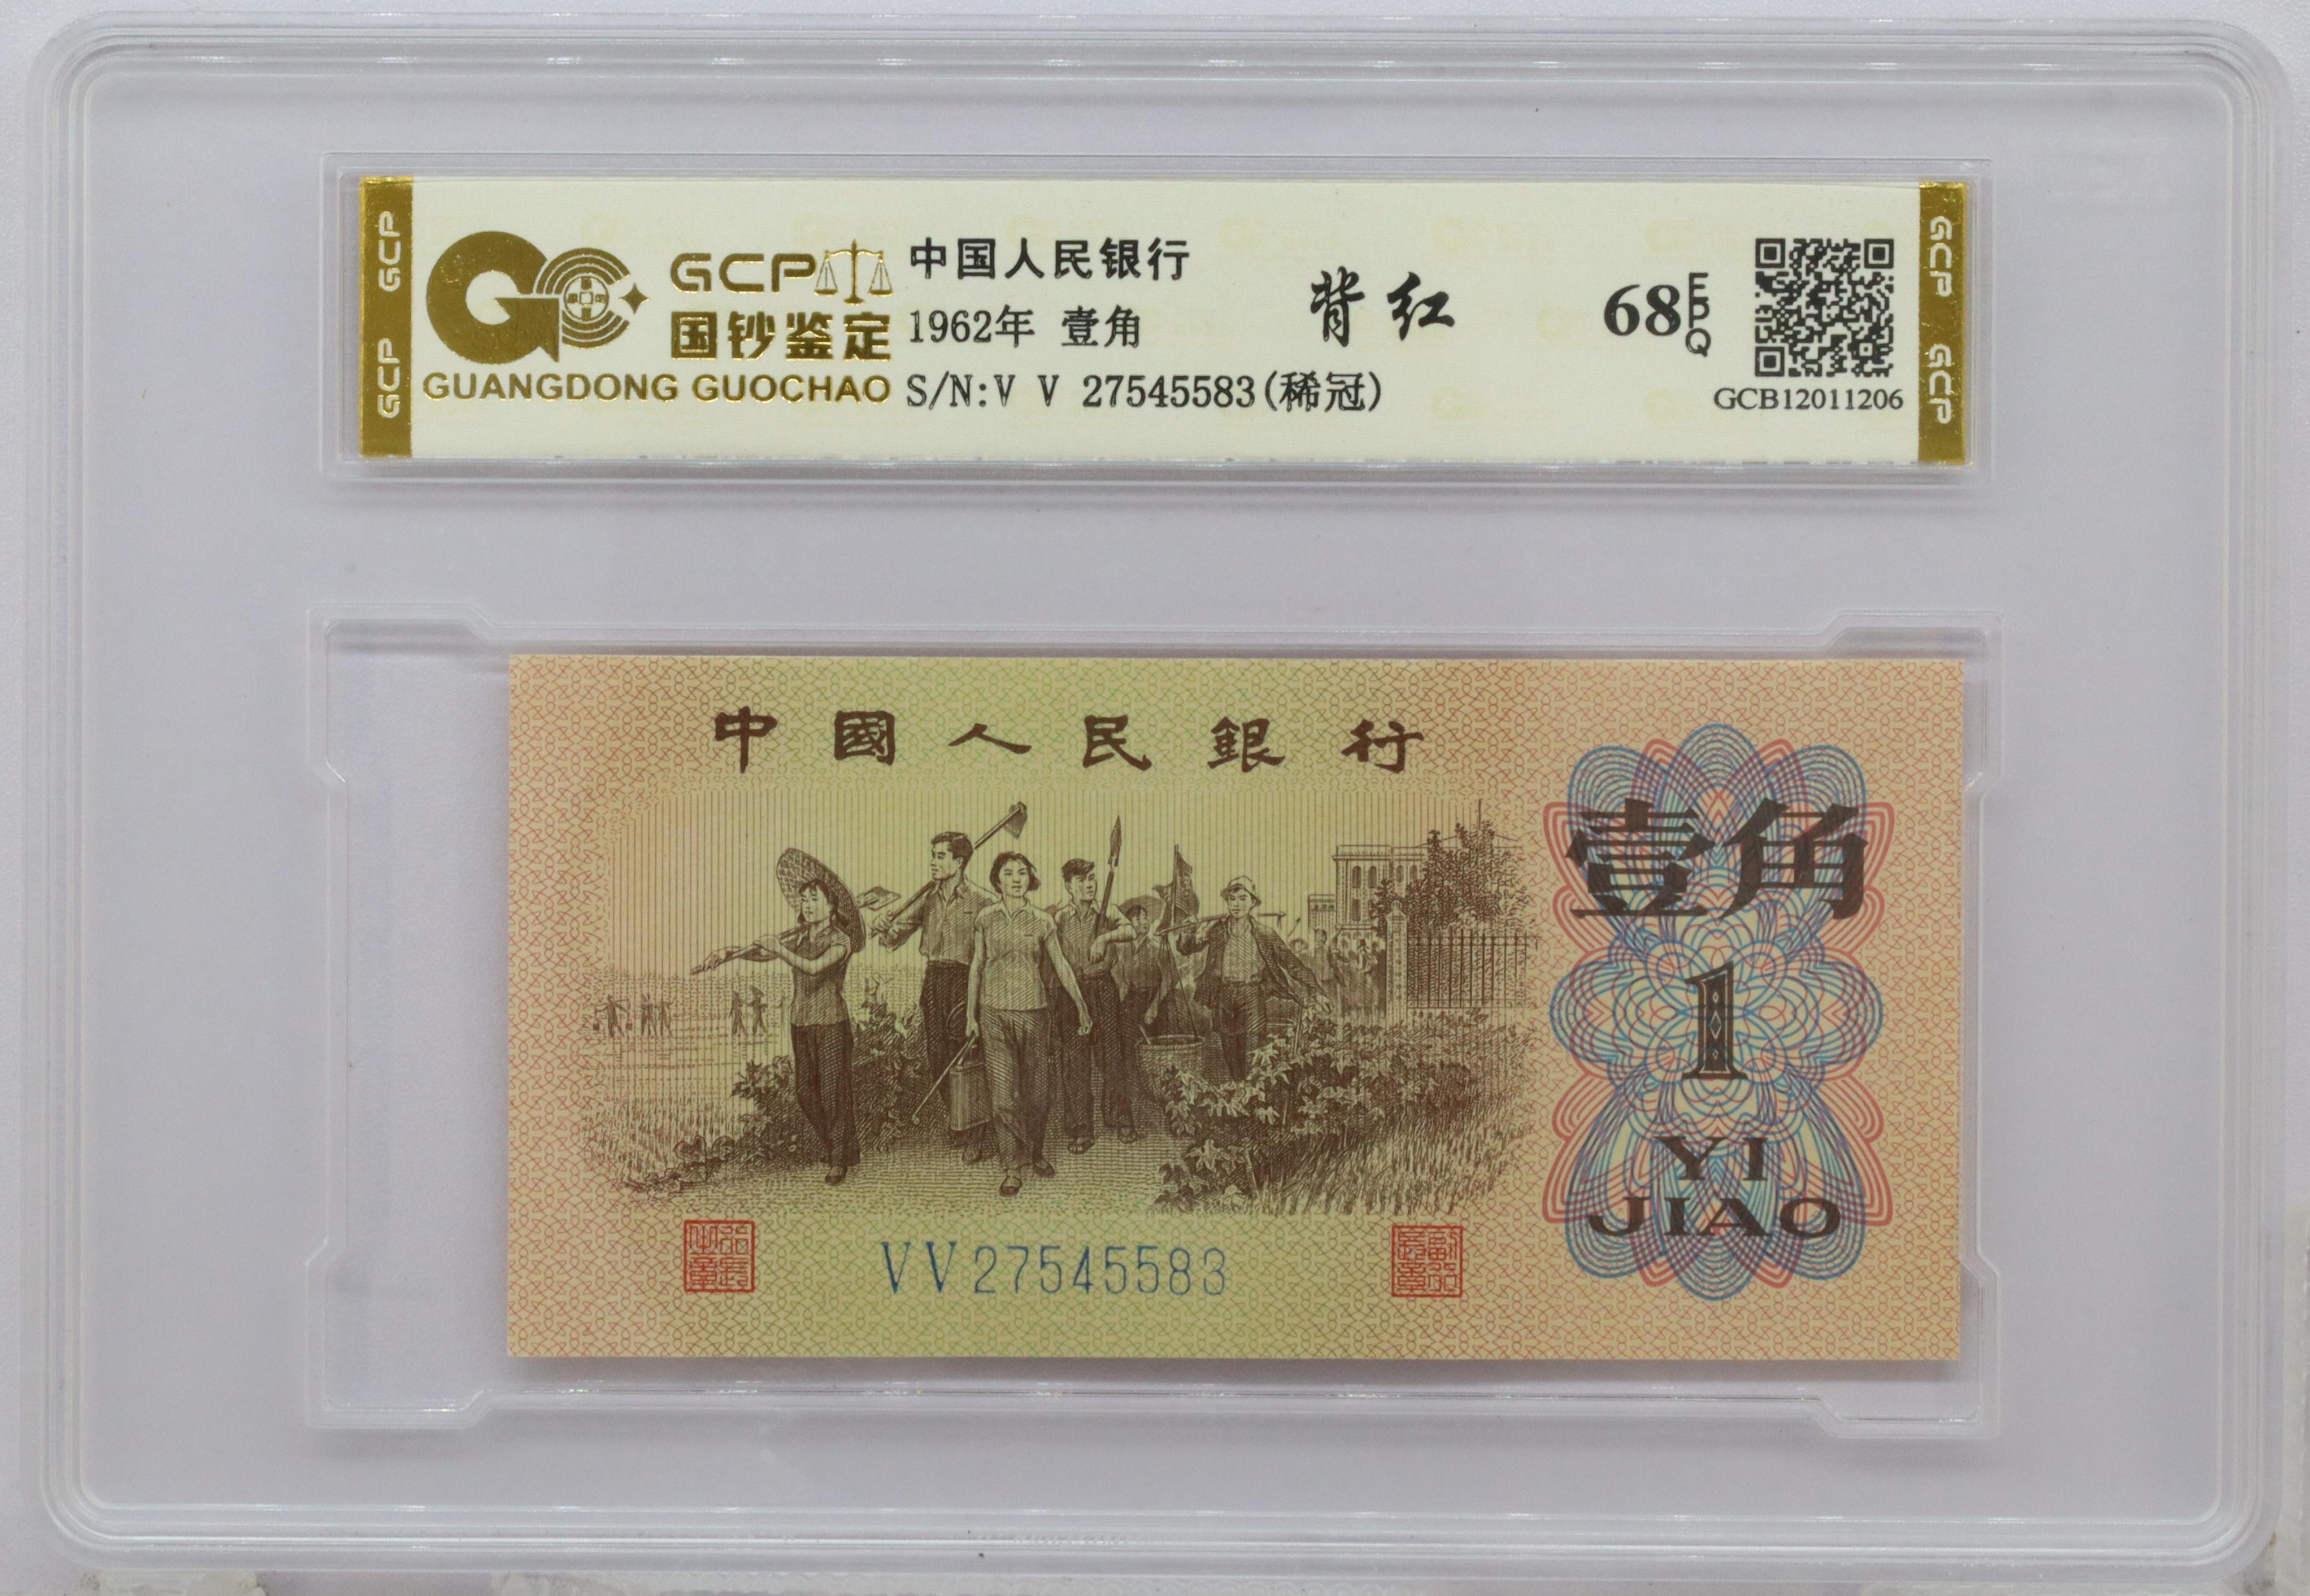 GCP GCP
GCP
国钞鉴定
GUANGDONG GUOCHAO
中国人民银行
1962年 壹角
S/N:V V 27545583(稀冠)
背红
68 EPQ
GCB12011206
GCP GCP
中國人民銀行
壹角
1
YI
JIAO
VV27545583